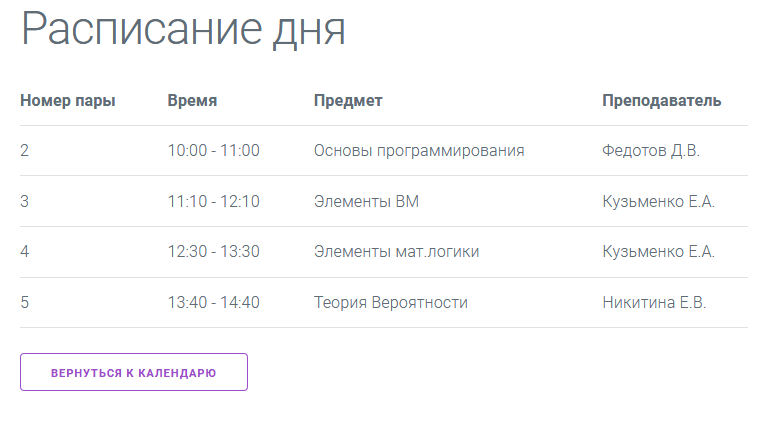 Расписание дня
Номер пары Время Предмет Преподаватель
2 10:00 - 11:00 Основы программирования Федотов Д.В.
3 11:10 - 12:10 Элементы ВМ Кузьменко Е.А.
4 12:30 - 13:30 Элементы мат.логики Кузьменко Е.А.
5 13:40 - 14:40 Теория Вероятности Никитина Е.В.
ВЕРНУТЬСЯ К КАЛЕНДАРЮ